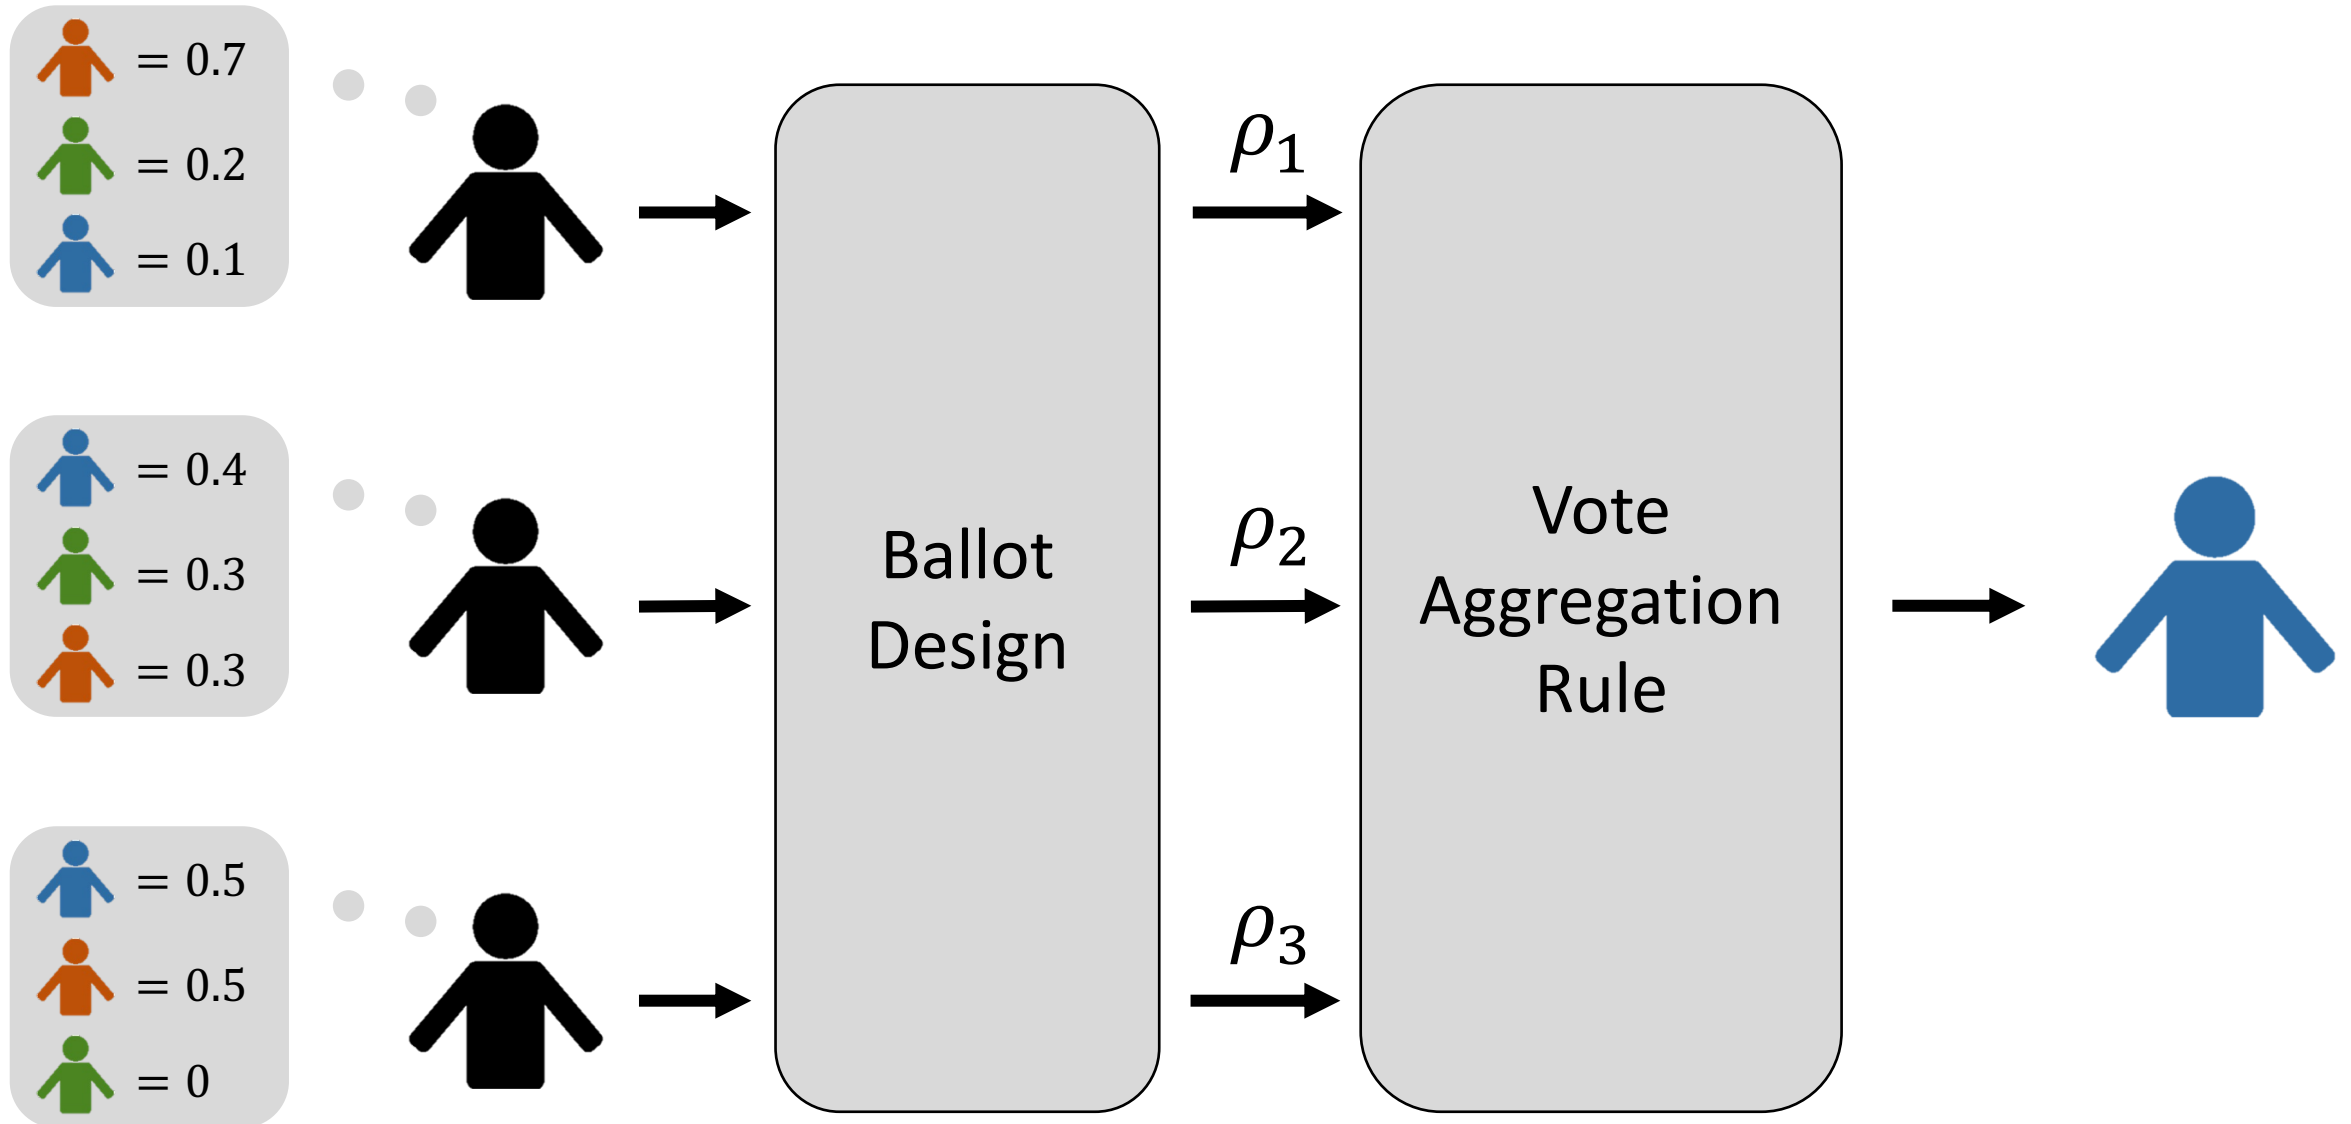 = 0.7
= 0.2
= 0.1
= 0.4
= 0.3
= 0.3
= 0.5
= 0.5
= 0
Ballot
Design
ρ₁
ρ₂
ρ₃
Vote
Aggregation
Rule